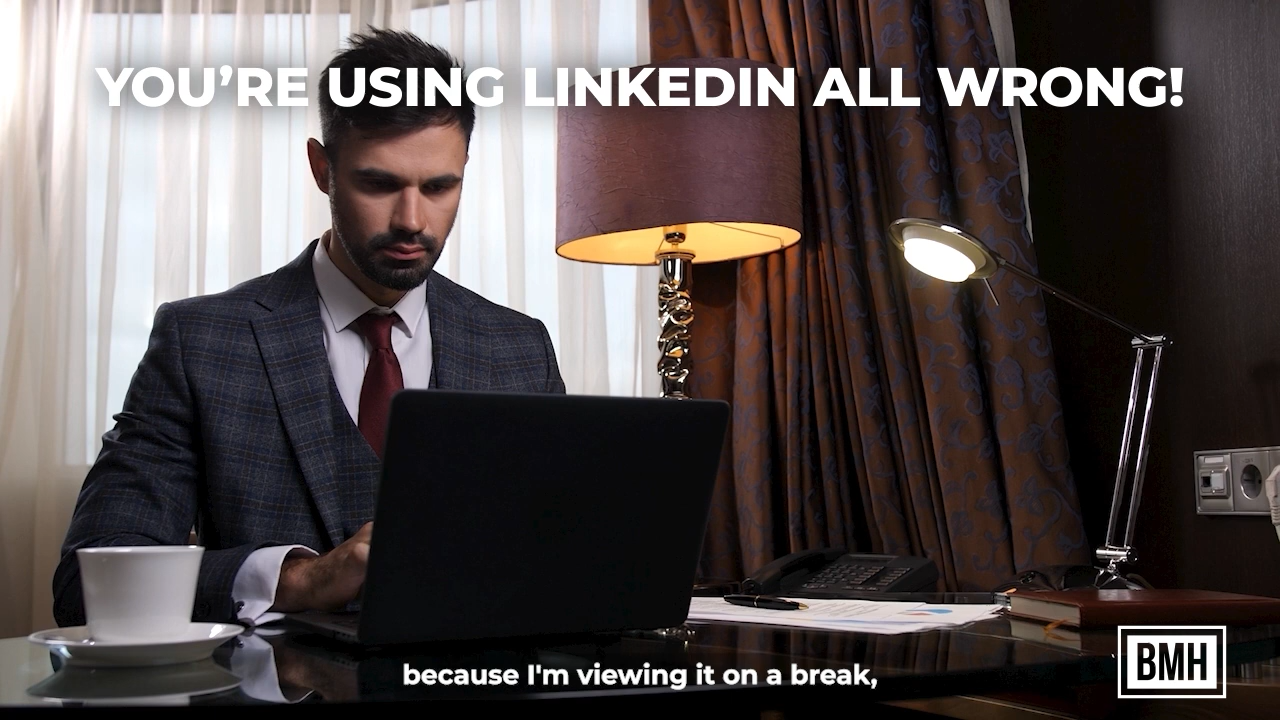 YOU’RE USING LINKEDIN ALL WRONG!
because I'm viewing it on a break,
BMH